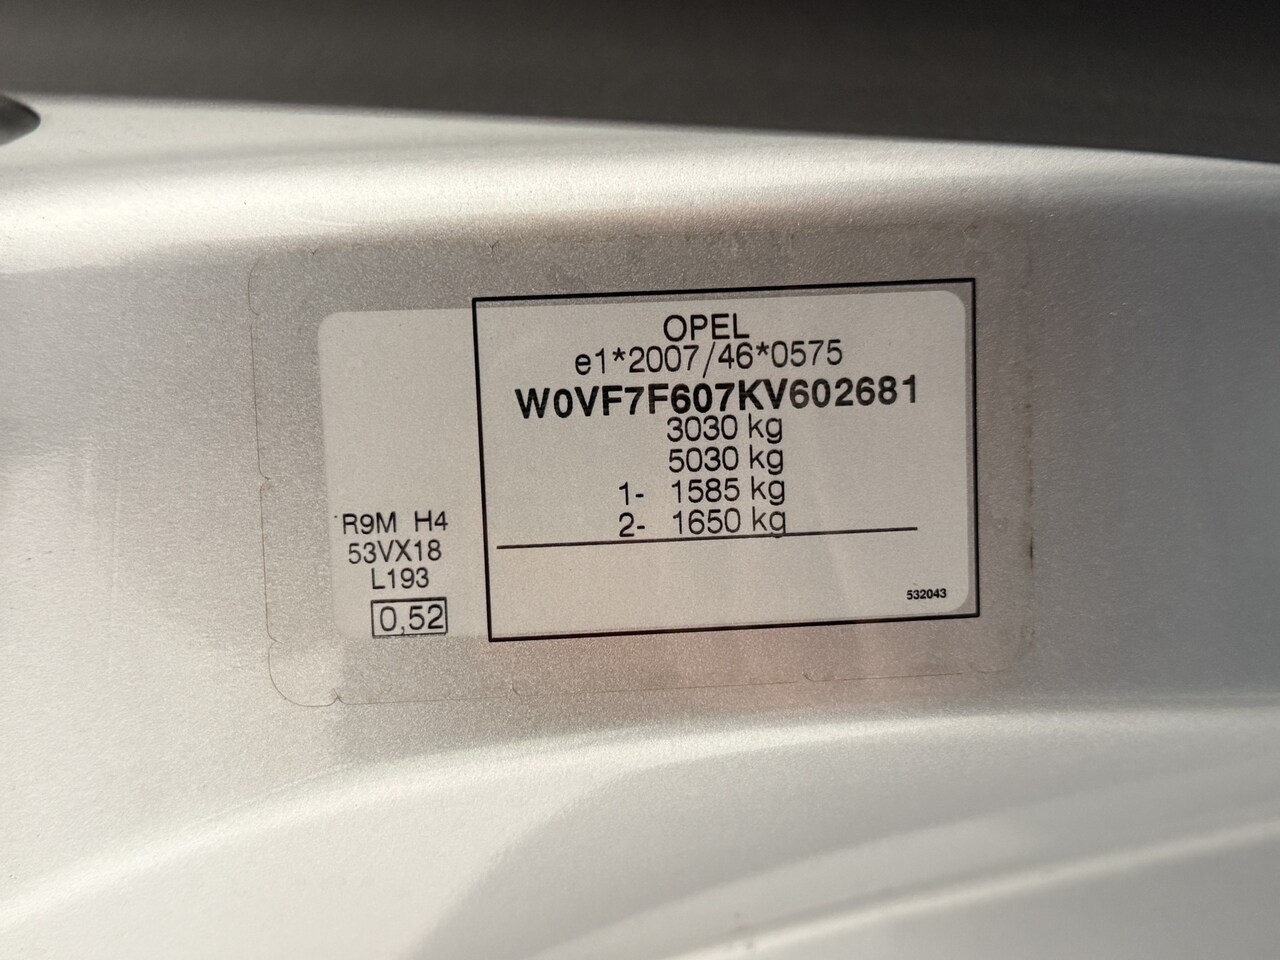 OPEL
e1*2007/46*0575
W0VF7F607KV602681
3030 kg
5030 kg
1- 1585 kg
2- 1650 kg
R9M H4
53VX18
L193
0,52
532043